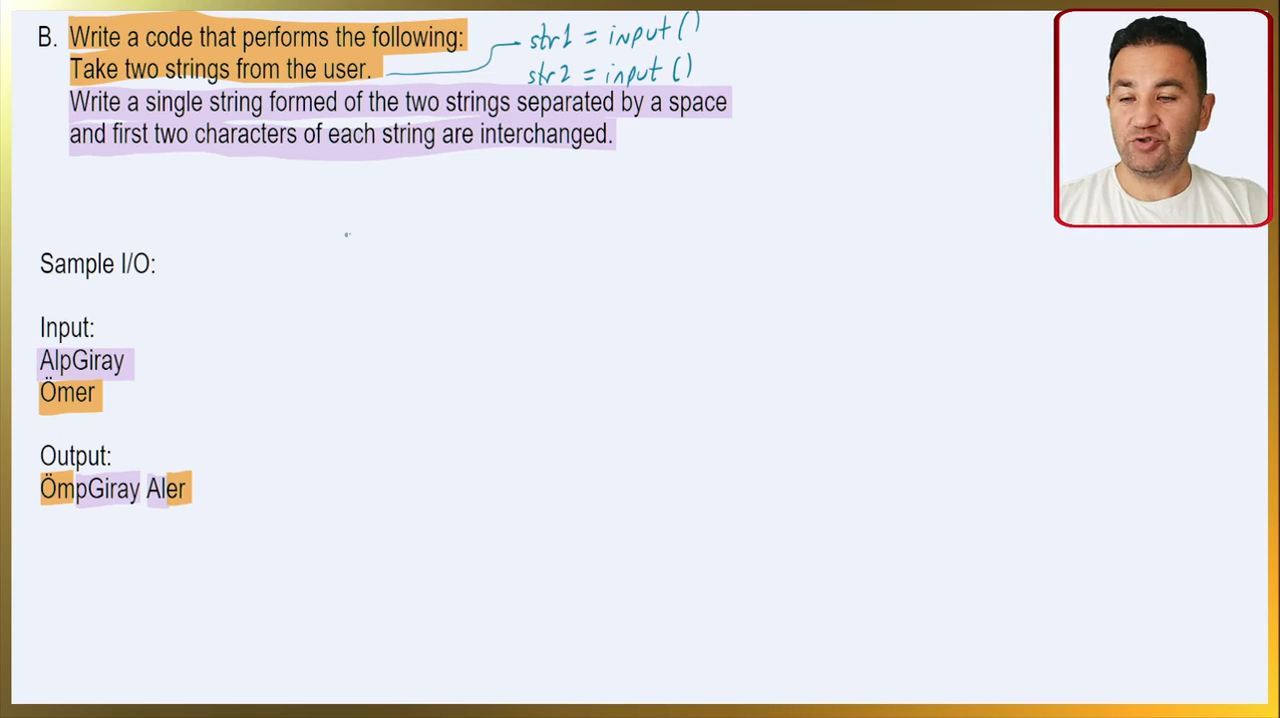 B. Write a code that performs the following:
Take two strings from the user.
str1 = input()
str2 = input()
Write a single string formed of the two strings separated by a space
and first two characters of each string are interchanged.
Sample I/O:
Input:
AlpGiray
Ömer
Output:
ÖmpGiray Aler